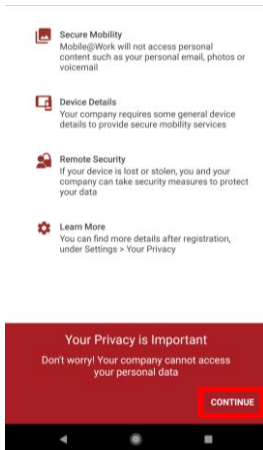 Secure Mobility
Mobile@Work will not access personal
content such as your personal email, photos or
voicemail
Device Details
Your company requires some general device
details to provide secure mobility services
Remote Security
If your device is lost or stolen, you and your
company can take security measures to protect
your data
Learn More
You can find more details after registration,
under Settings > Your Privacy
Your Privacy is Important
Don't worry! Your company cannot access
your personal data
CONTINUE